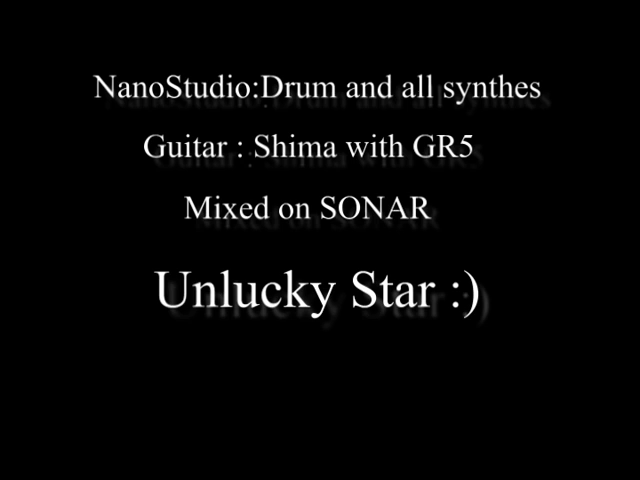 NanoStudio:Drum and all synthes
Guitar : Shima with GR5
Mixed on SONAR
Unlucky Star :)